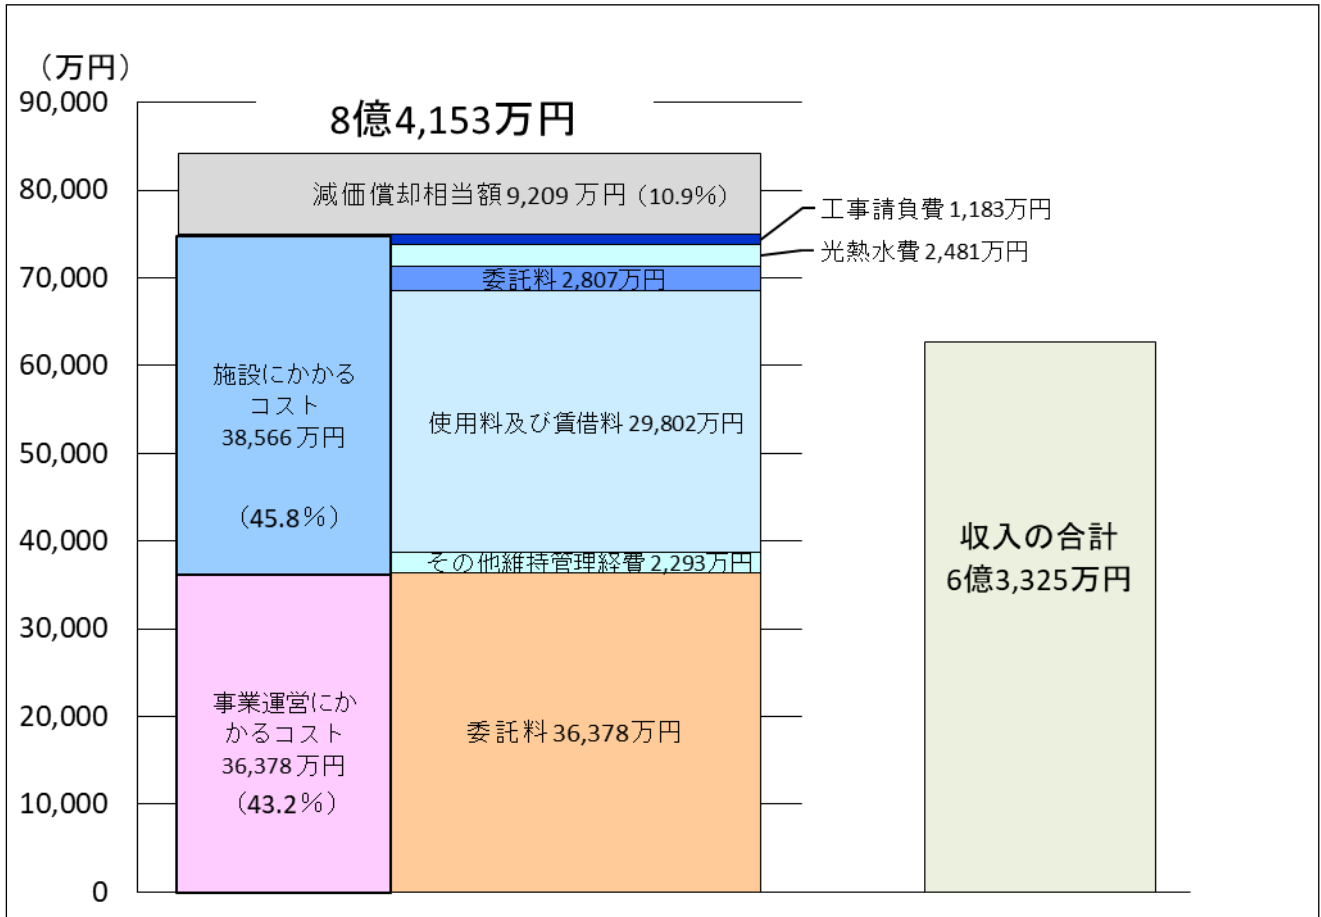 （万円）
90,000
8億4,153万円
80,000
減価償却相当額9,209万円（10.9％）
工事請負費 1,183万円
光熱水費 2,481万円
70,000
委託料 2,807万円
60,000
施設にかかる
コスト
38,566万円
（45.8％）
使用料及び賃借料 29,802万円
50,000
40,000
その他維持管理経費 2,293万円
収入の合計
6億3,325万円
30,000
事業運営にか
かるコスト
36,378万円
（43.2％）
委託料 36,378万円
20,000
10,000
0